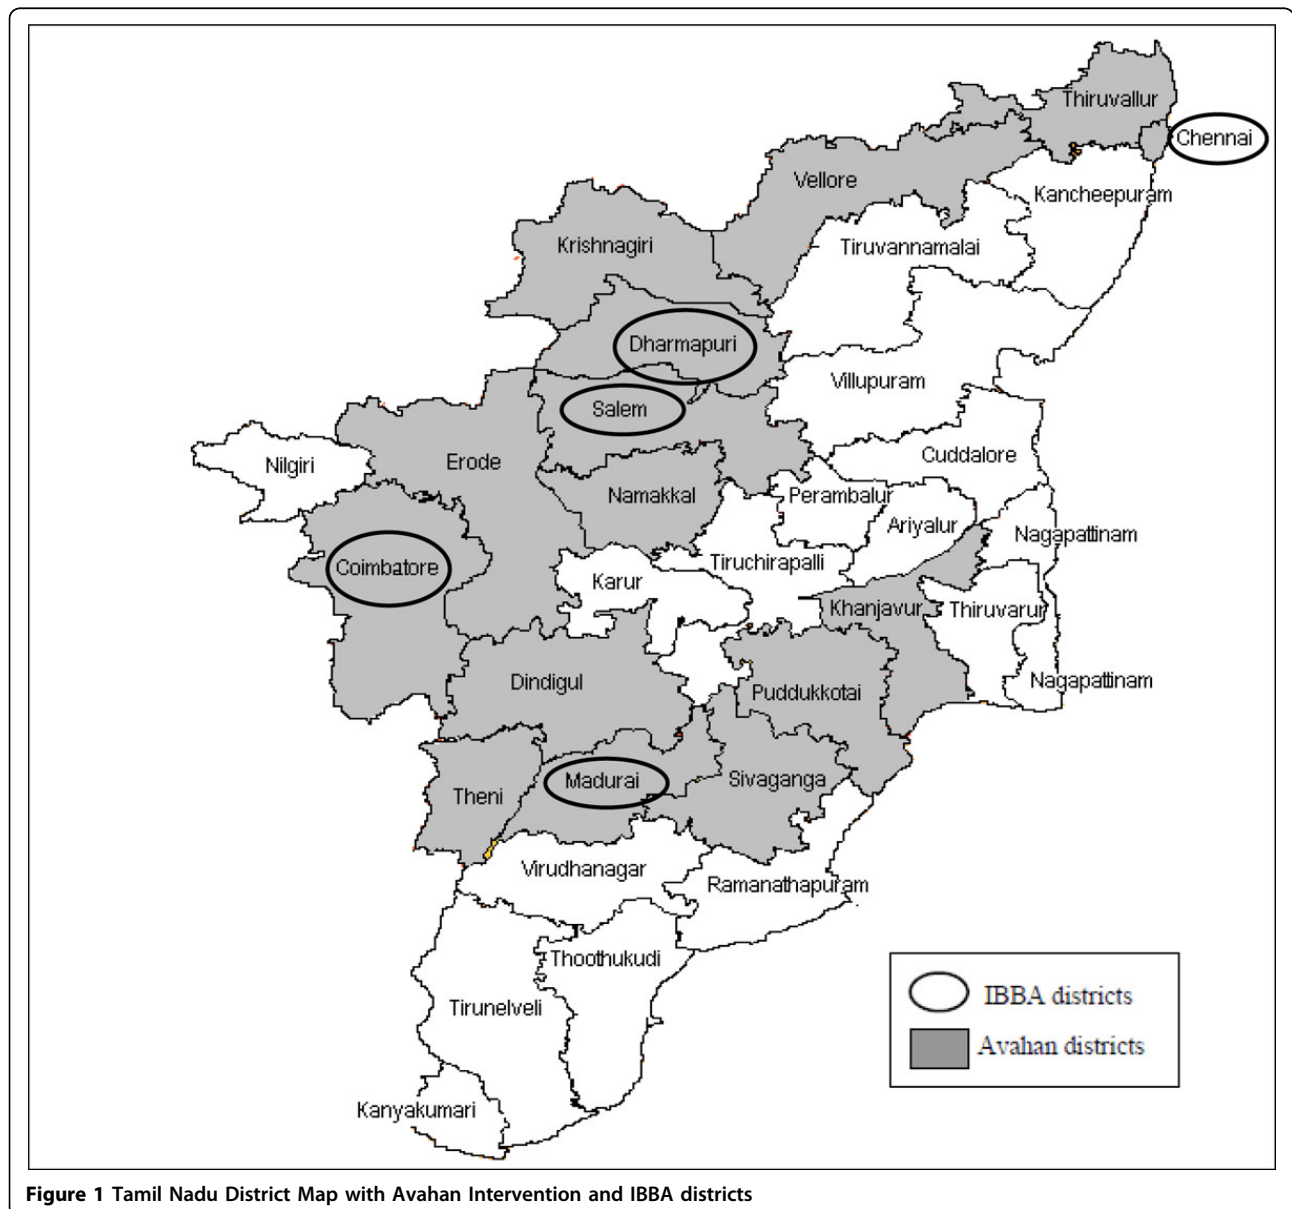 Thiruvallur
Chennai
Vellore
Kancheepuram
Krishnagiri
Tiruvannamalai
Dharmapuri
Villupuram
Salem
Cuddalore
Nilgiri
Erode
Namakkal
Perambalur
Ariyalur
Nagapattinam
Coimbatore
Tiruchirapalli
Karur
Khanjavur
Thiruvarur
Dindigul
Puddukkotai
Nagapattinam
Madurai
Sivaganga
Theni
Virudhanagar
Ramanathapuram
Thoothukudi
Tirunelveli
Kanyakumari
IBBA districts
Avahan districts
Figure 1 Tamil Nadu District Map with Avahan Intervention and IBBA districts